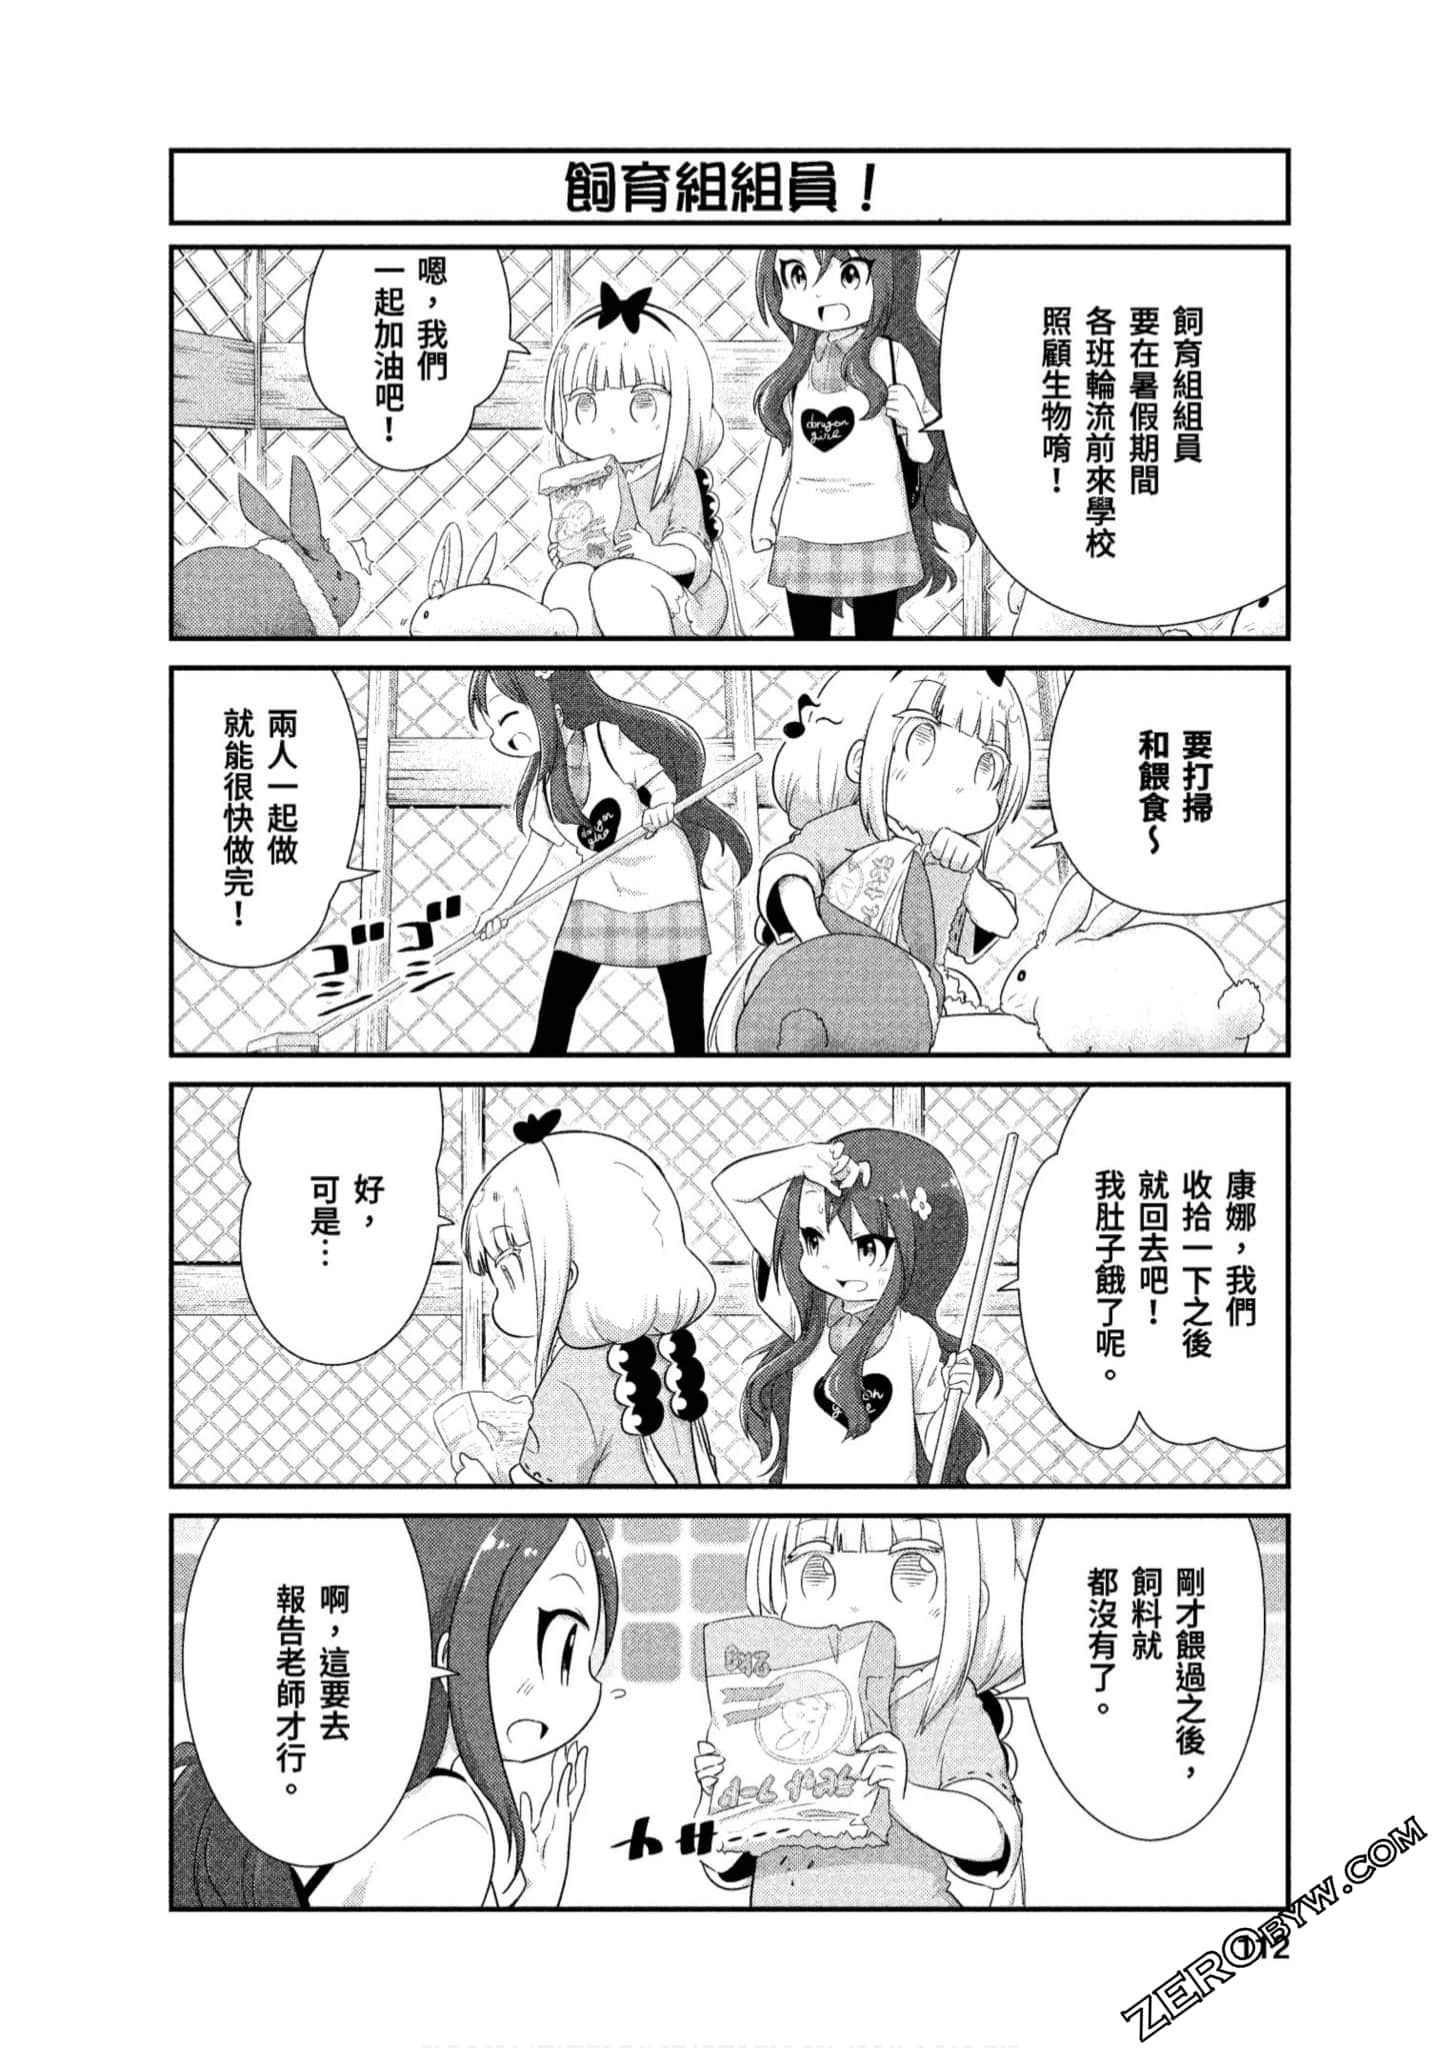 飼育組組員！
飼育組組員
要在暑假期間
各班輪流前來學校
照顧生物唷！
嗯，我們
一起加油吧！
dragon
girl
要打掃
和餵食～
兩人一起做
就能很快做完！
ゴゴ
康娜，我們
收拾一下之後
就回去吧！
我肚子餓了呢。
好，
可是…
剛才餵過之後，
飼料就
都沒有了。
啊，這要去
報告老師才行。
112
ZEROBYW.COM